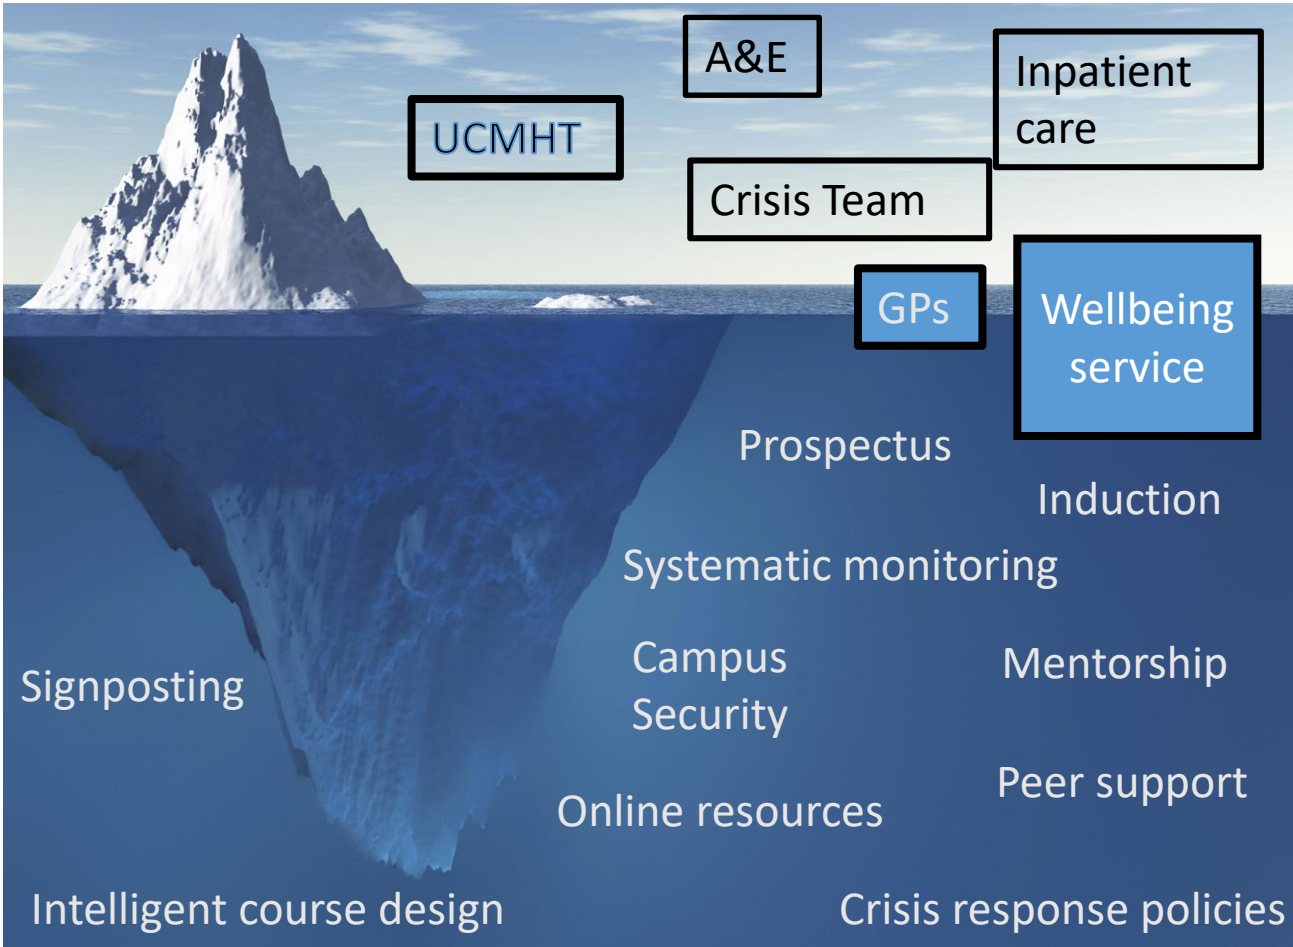 A&E
Inpatient
care
UCMHT
Crisis Team
GPs
Wellbeing
service
Prospectus
Induction
Systematic monitoring
Campus
Security
Mentorship
Signposting
Peer support
Online resources
Intelligent course design
Crisis response policies